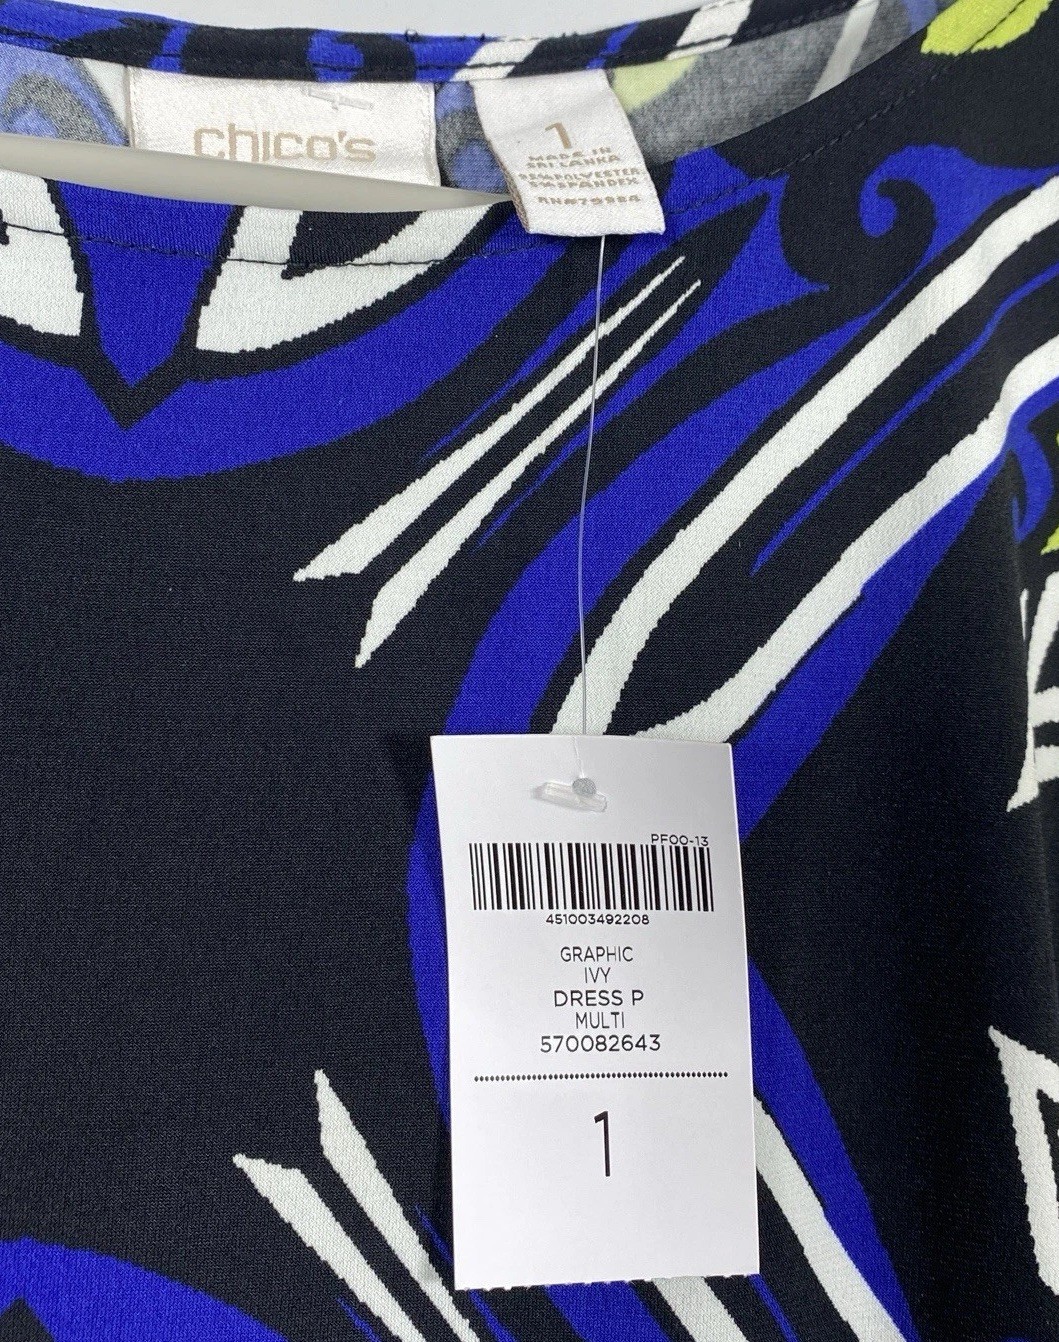 chico's
1
MADE IN
SRI LANKA
95% POLYESTER
5% SPANDEX
RN#79984
PF00-13
451003492208
GRAPHIC
IVY
DRESS P
MULTI
570082643
1